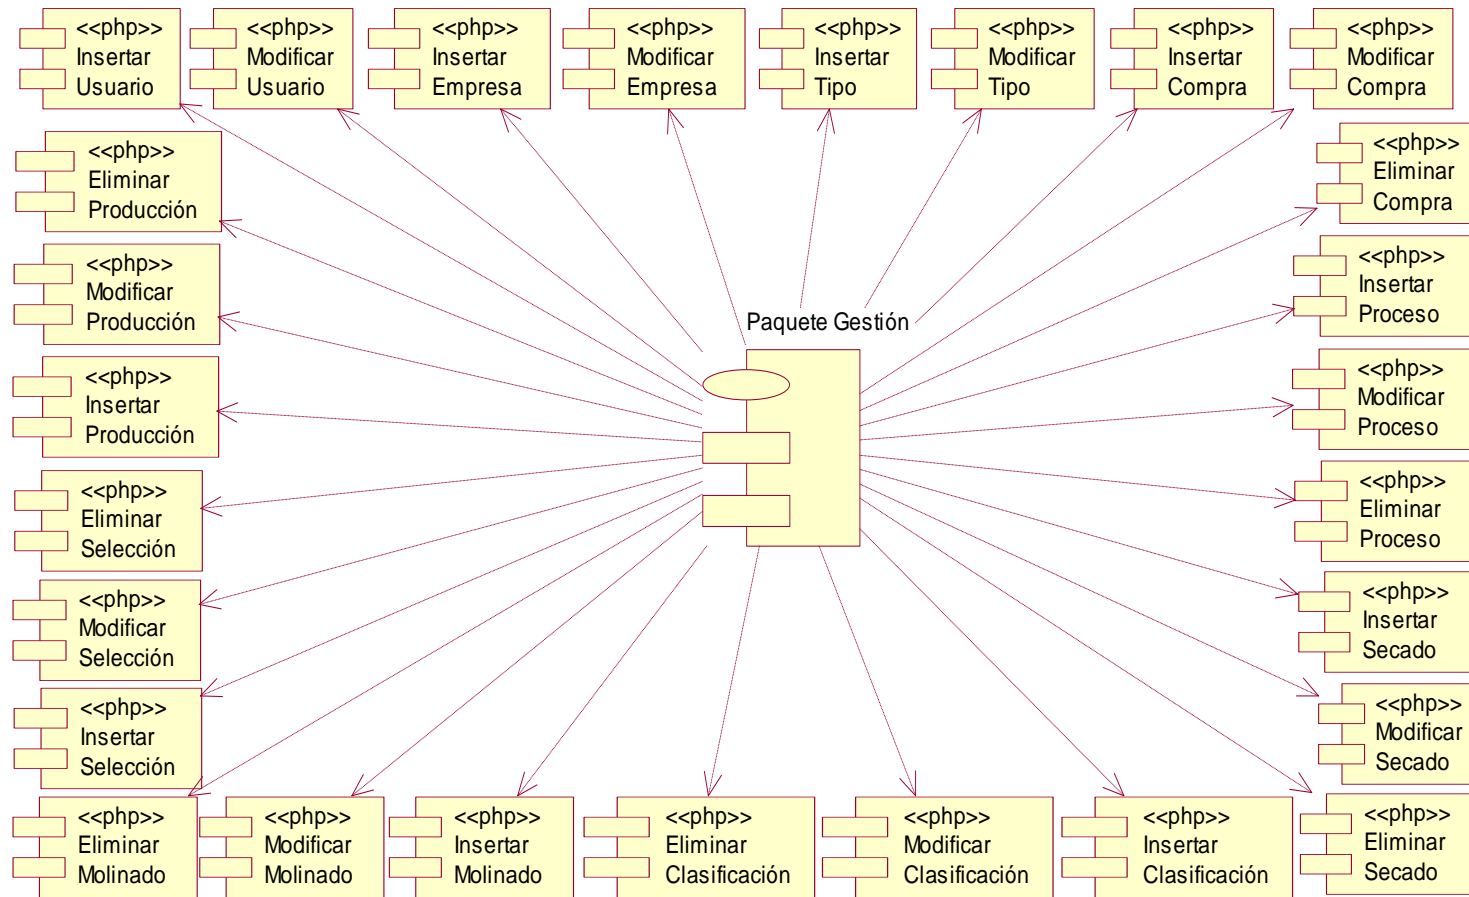 <<php>>
Insertar
Usuario
<<php>>
Modificar
Usuario
<<php>>
Insertar
Empresa
<<php>>
Modificar
Empresa
<<php>>
Insertar
Tipo
<<php>>
Modificar
Tipo
<<php>>
Insertar
Compra
<<php>>
Modificar
Compra
<<php>>
Eliminar
Producción
<<php>>
Eliminar
Compra
<<php>>
Modificar
Producción
<<php>>
Insertar
Proceso
Paquete Gestión
<<php>>
Insertar
Producción
<<php>>
Modificar
Proceso
<<php>>
Eliminar
Selección
<<php>>
Eliminar
Proceso
<<php>>
Modificar
Selección
<<php>>
Insertar
Secado
<<php>>
Insertar
Selección
<<php>>
Modificar
Secado
<<php>>
Eliminar
Molinado
<<php>>
Modificar
Molinado
<<php>>
Insertar
Molinado
<<php>>
Eliminar
Clasificación
<<php>>
Modificar
Clasificación
<<php>>
Insertar
Clasificación
<<php>>
Eliminar
Secado